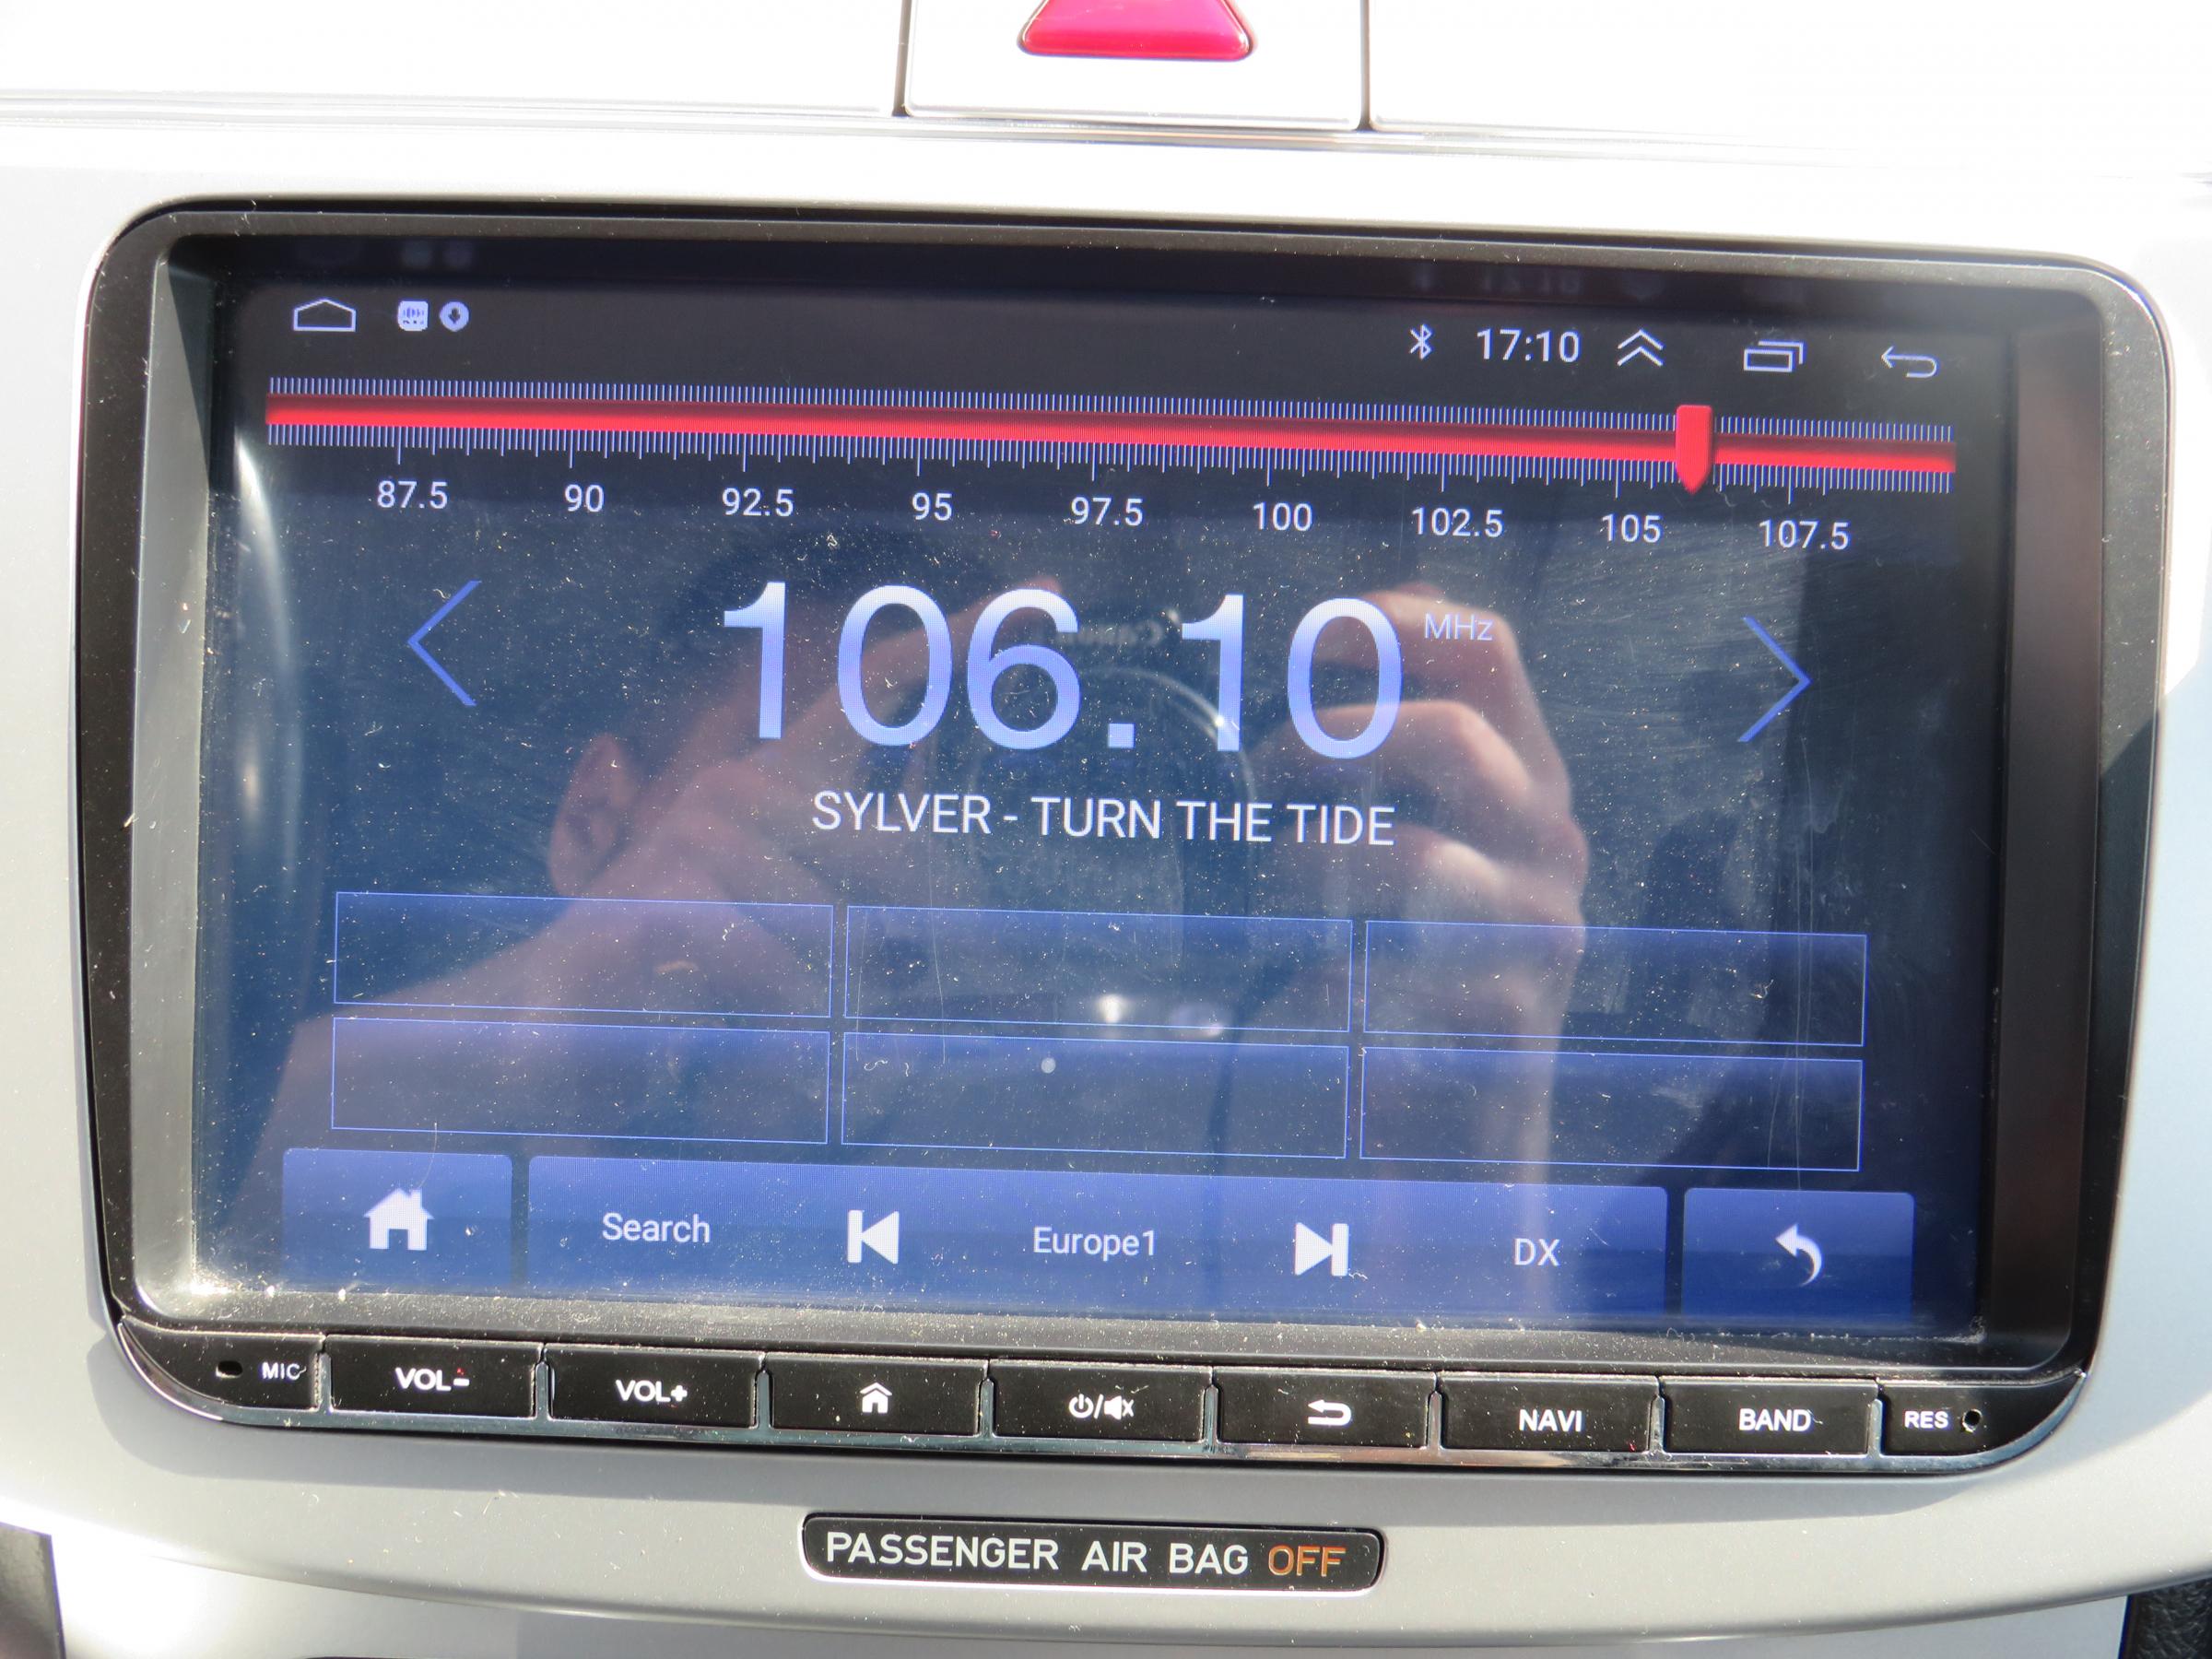 17:10
87.5 90 92.5 95 97.5 100 102.5 105 107.5
106.10 MHz
SYLVER - TURN THE TIDE
Search Europe1 DX
MIC VOL- VOL+ NAVI BAND RES
PASSENGER AIR BAG OFF